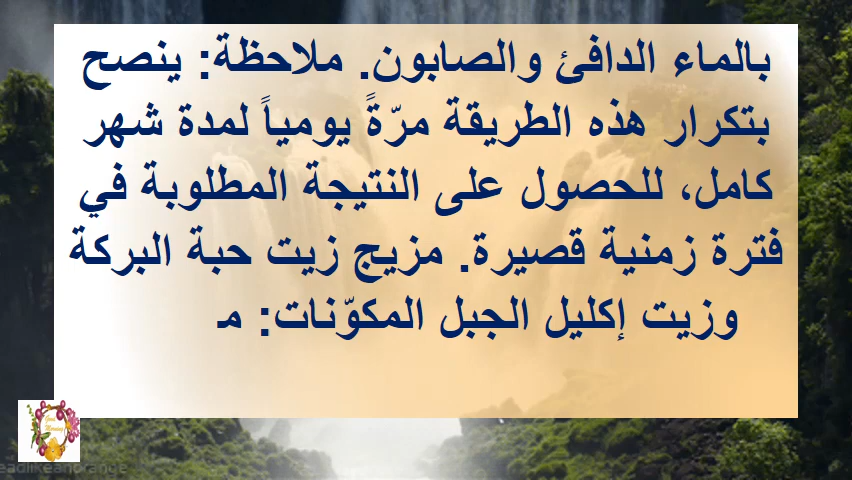 بالماء الدافئ والصابون. ملاحظة: ينصح
بتكرار هذه الطريقة مرّةً يومياً لمدة شهر
كامل، للحصول على النتيجة المطلوبة في
فترة زمنية قصيرة. مزيج زيت حبة البركة
وزيت إكليل الجبل المكوّنات: مـ